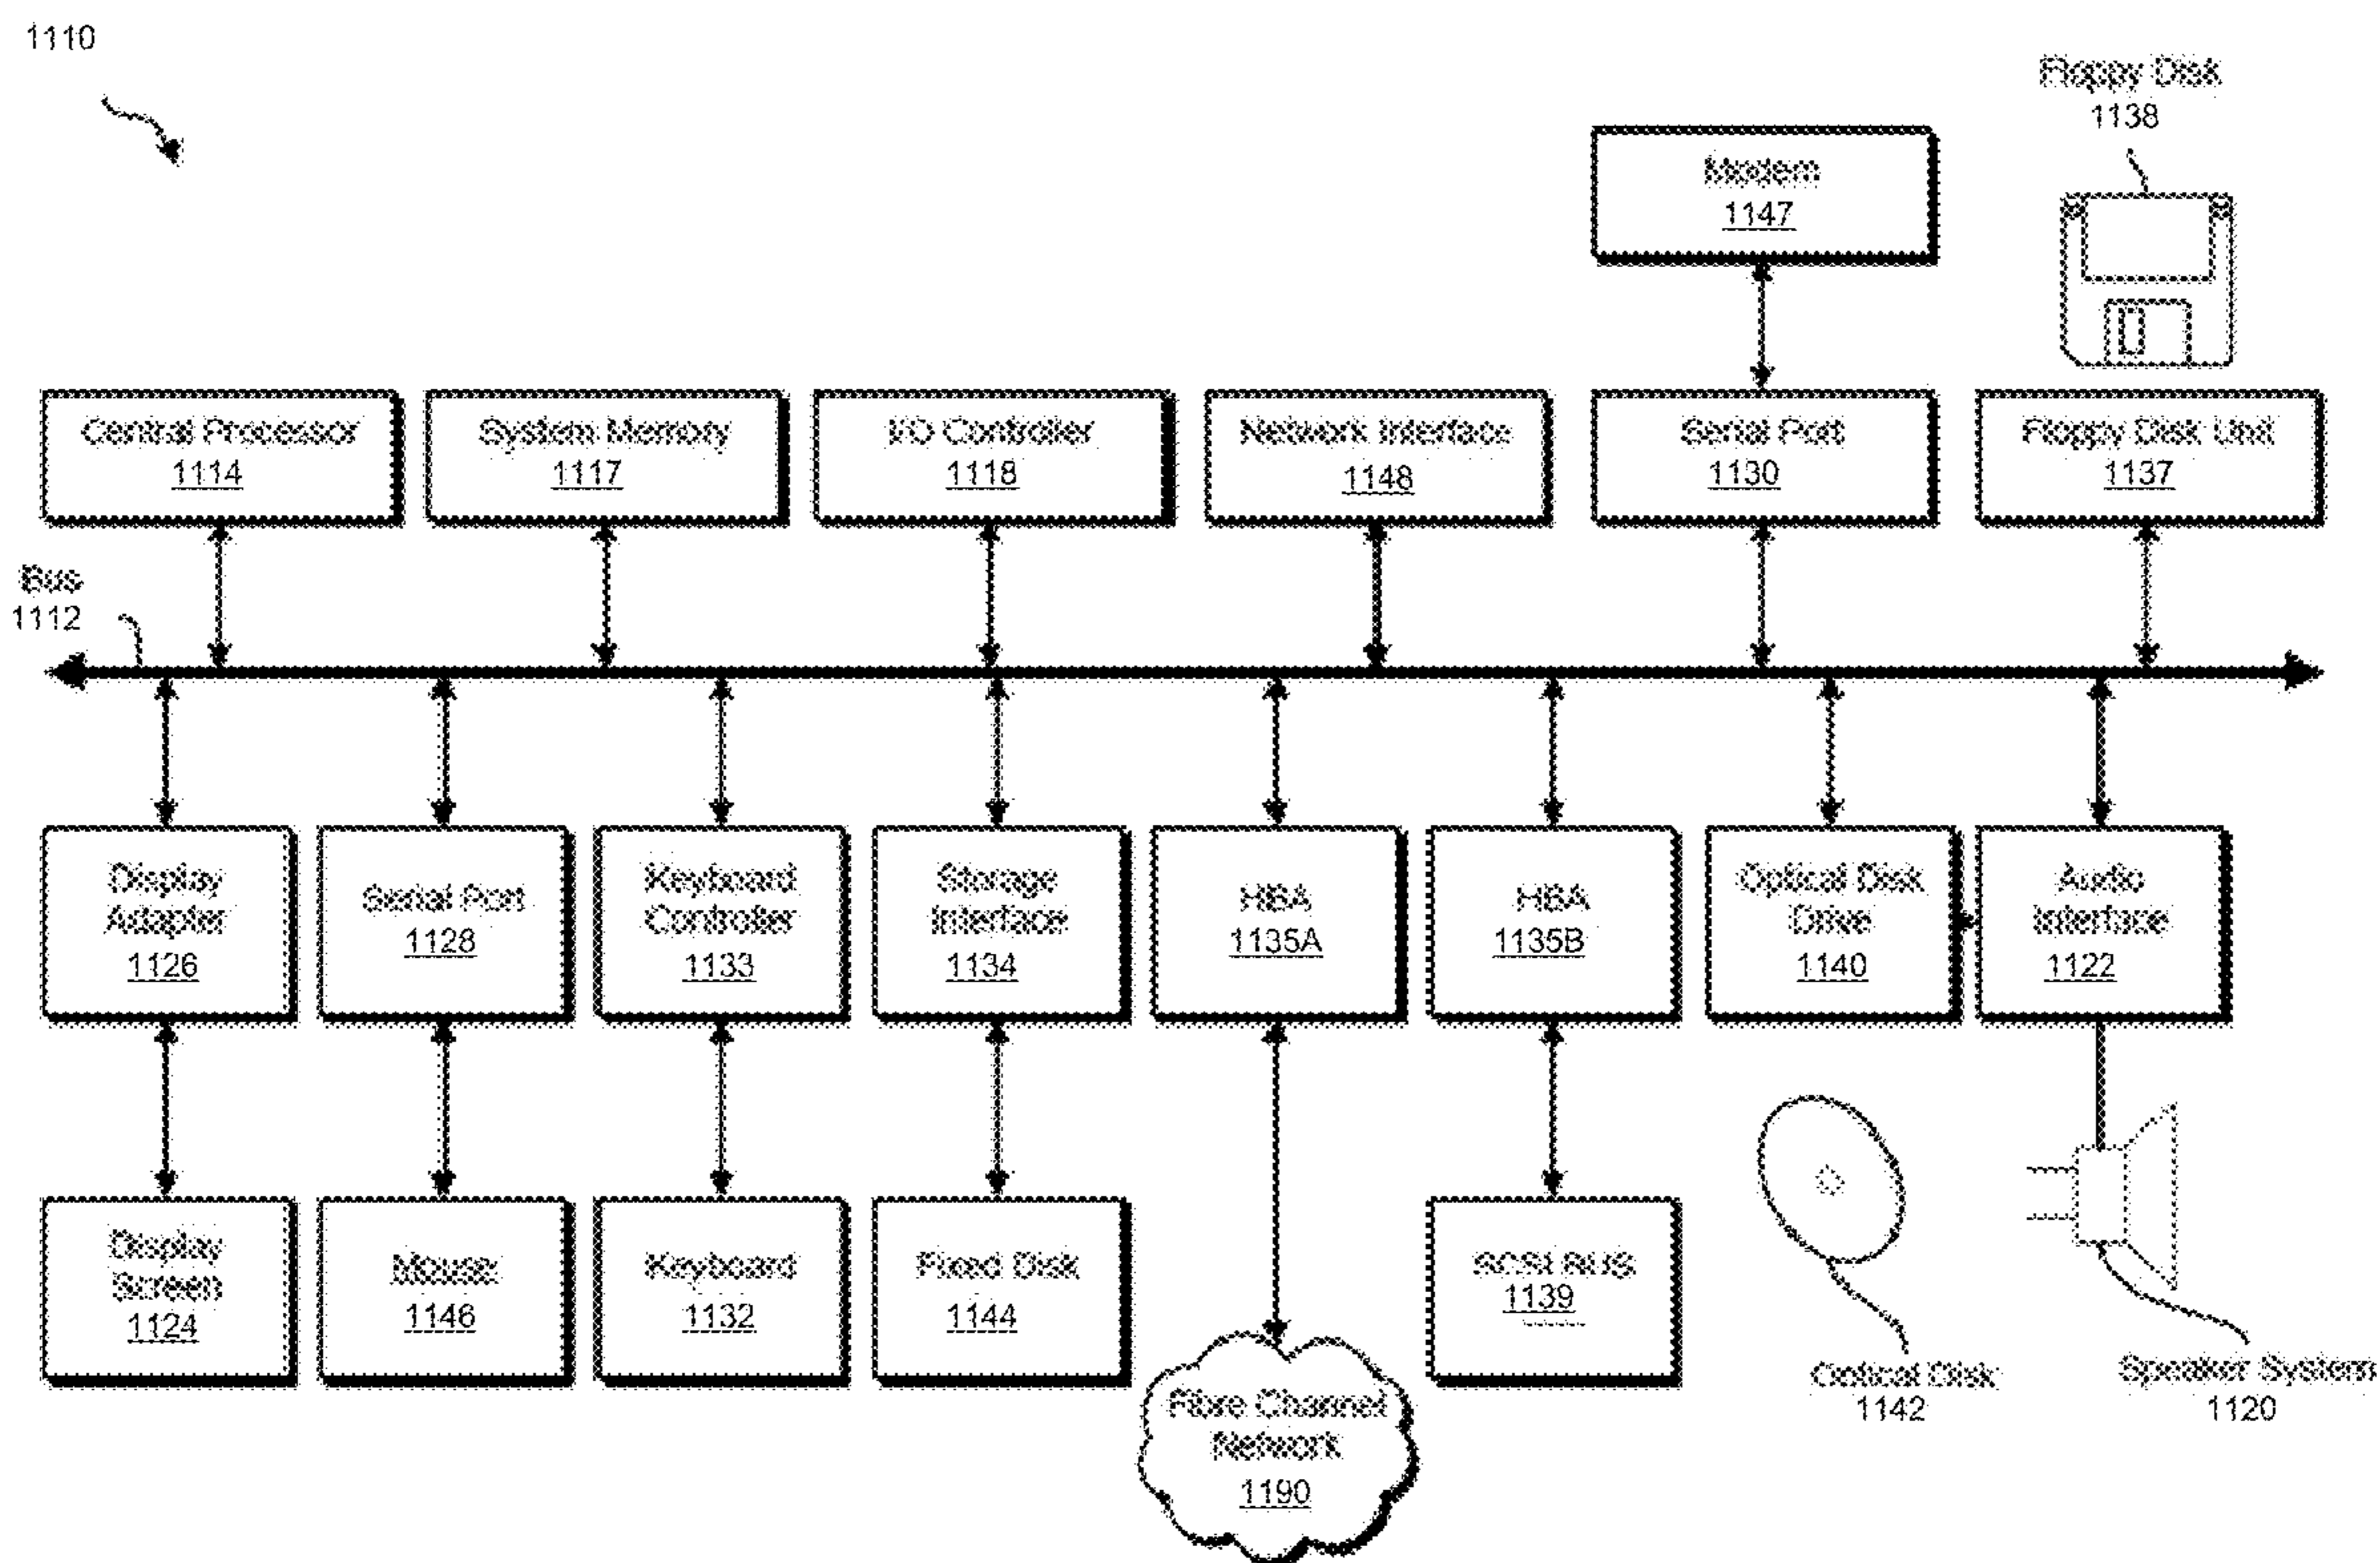 1110
Floppy Disk
1138
Modem
1147
Central Processor
1114
System Memory
1117
I/O Controller
1118
Network Interface
1148
Serial Port
1130
Floppy Disk Unit
1137
Bus
1112
Display
Adapter
1126
Serial Port
1128
Keyboard
Controller
1133
Storage
Interface
1134
HBA
1135A
HBA
1135B
Optical Disk
Drive
1140
Audio
Interface
1122
Display
Screen
1124
Mouse
1146
Keyboard
1132
Fixed Disk
1144
Fibre Channel
Network
1190
SCSI BUS
1139
Optical Disk
1142
Speaker System
1120